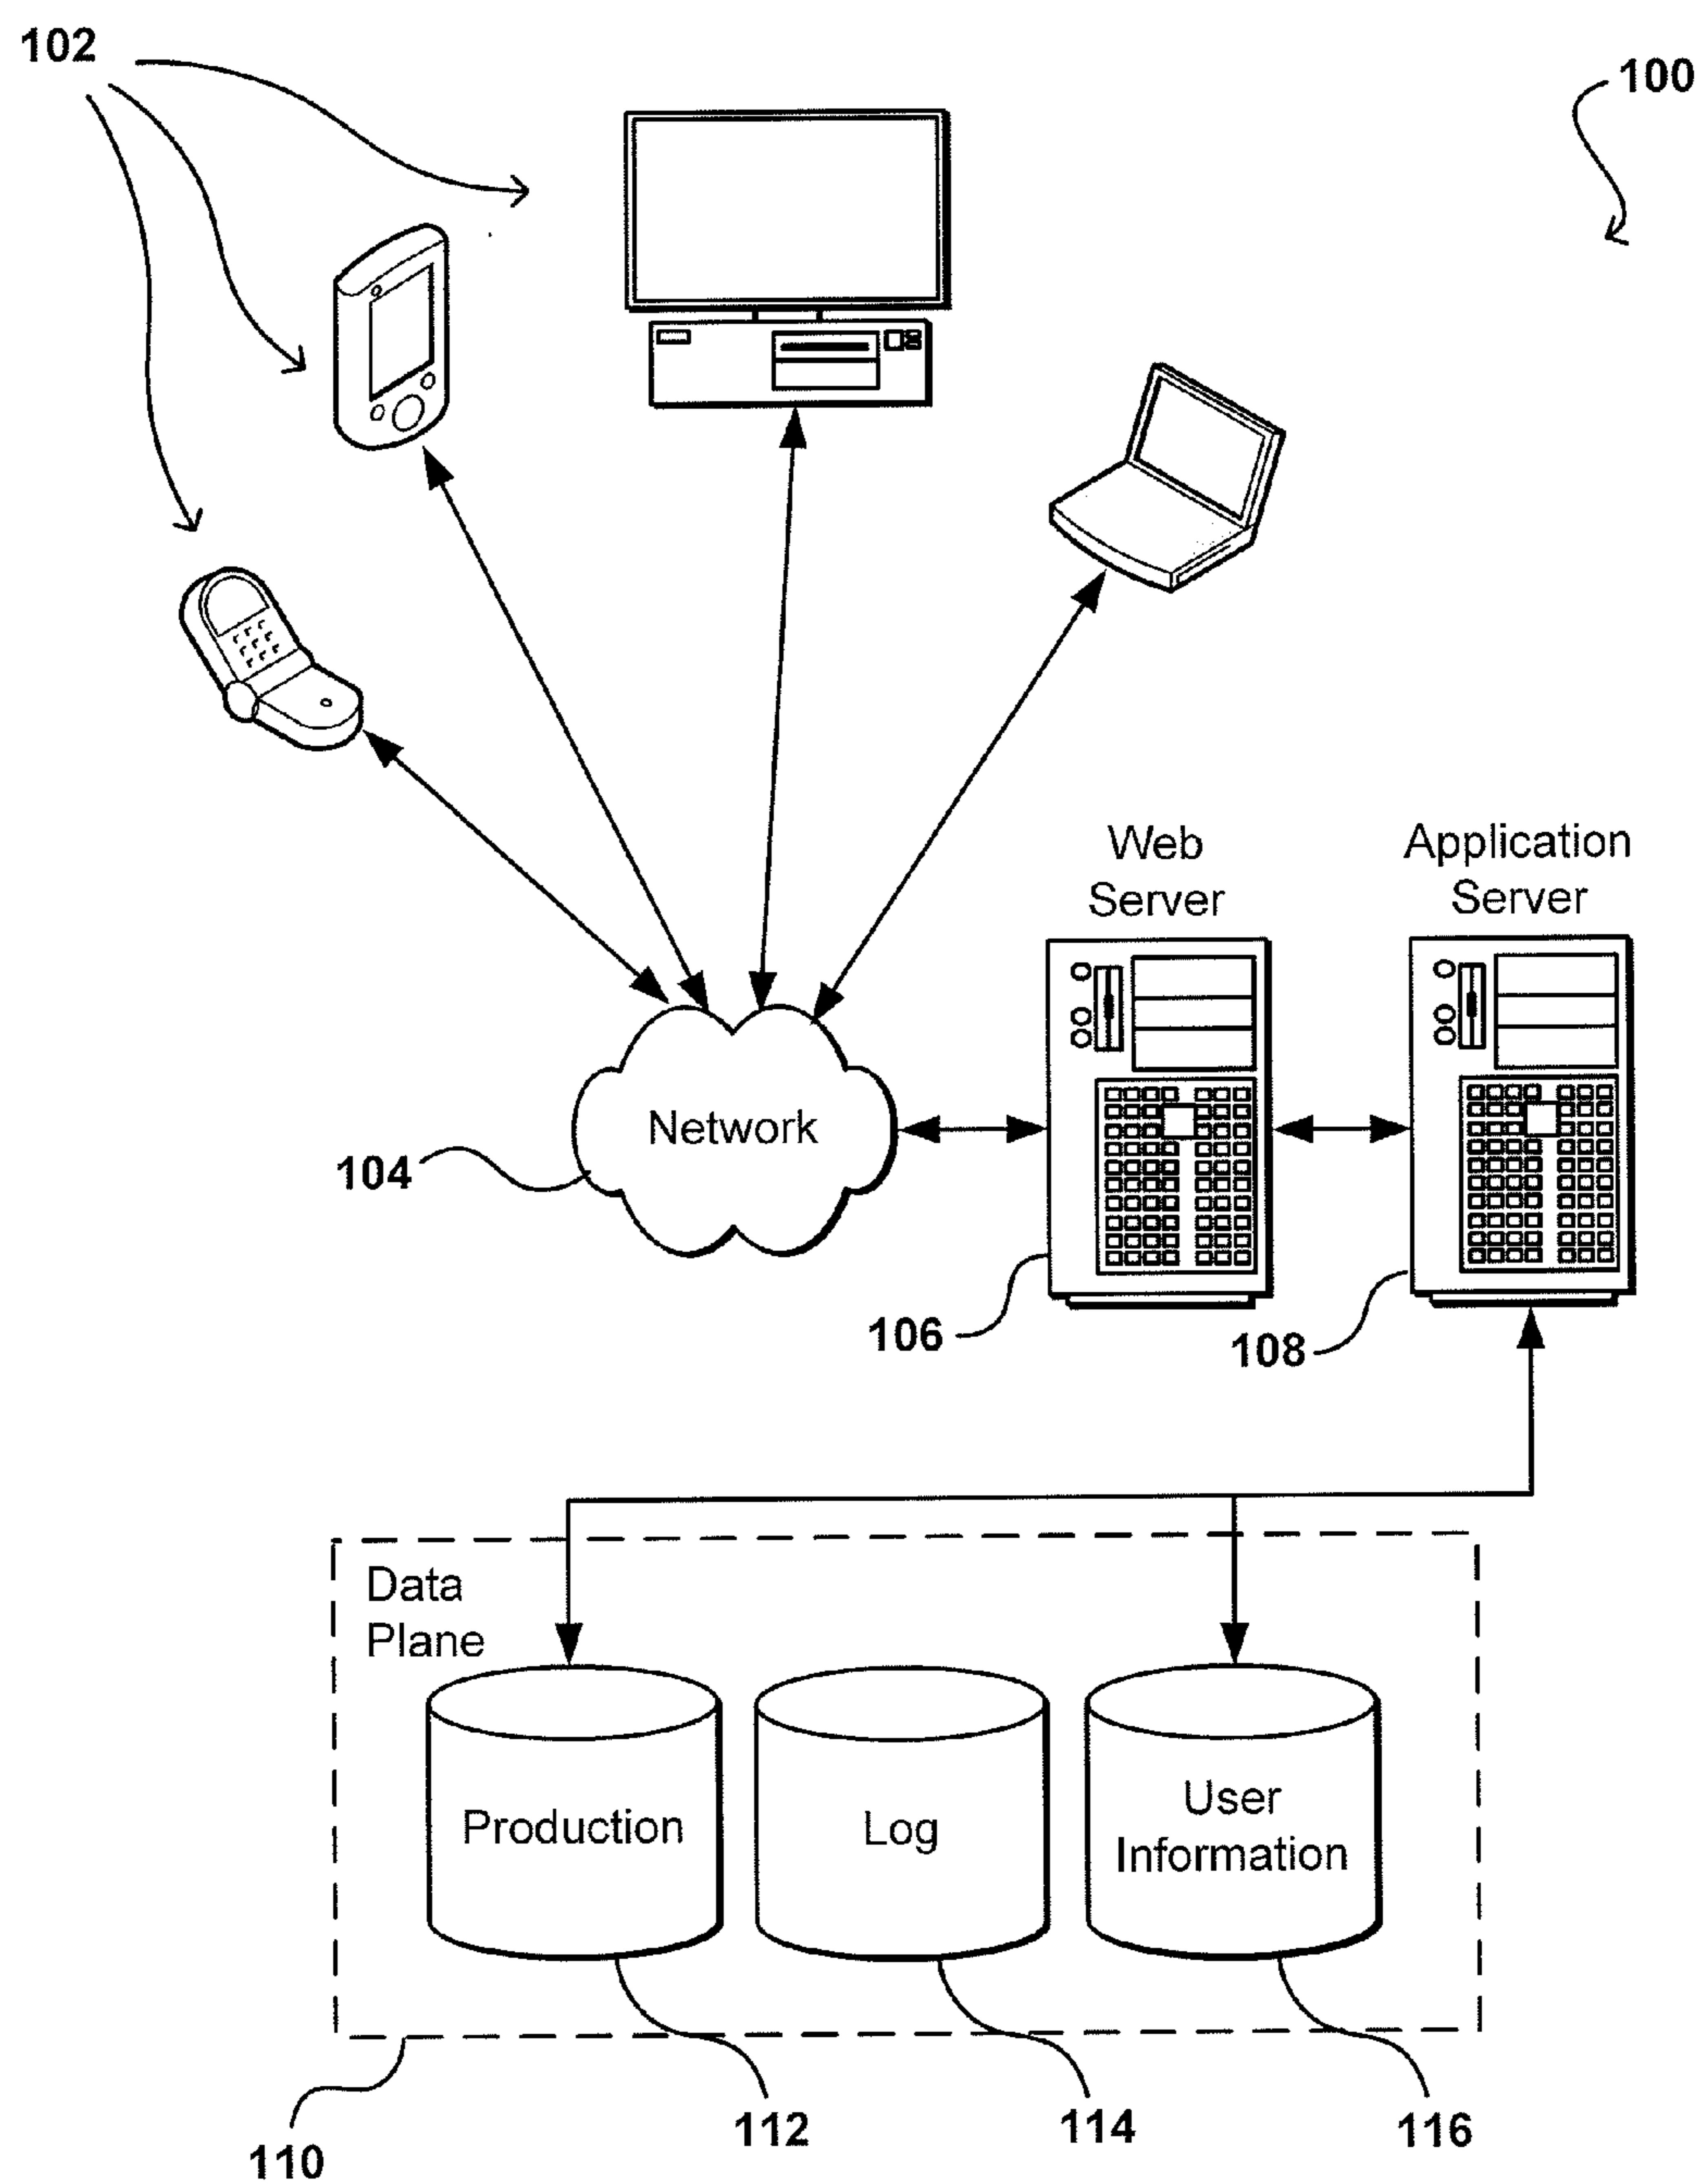 102
100
Web
Server
Application
Server
Network
104
106
108
Data
Plane
Production
Log
User
Information
110
112
114
116